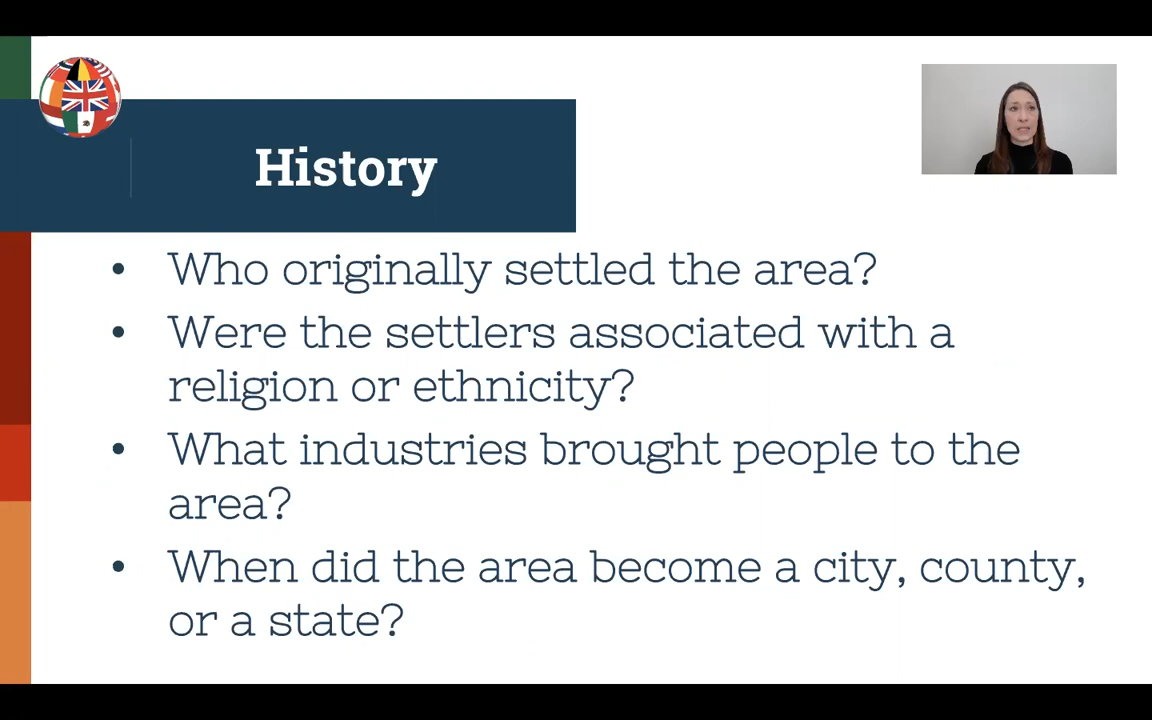 History
• Who originally settled the area?
• Were the settlers associated with a
religion or ethnicity?
• What industries brought people to the
area?
• When did the area become a city, county,
or a state?